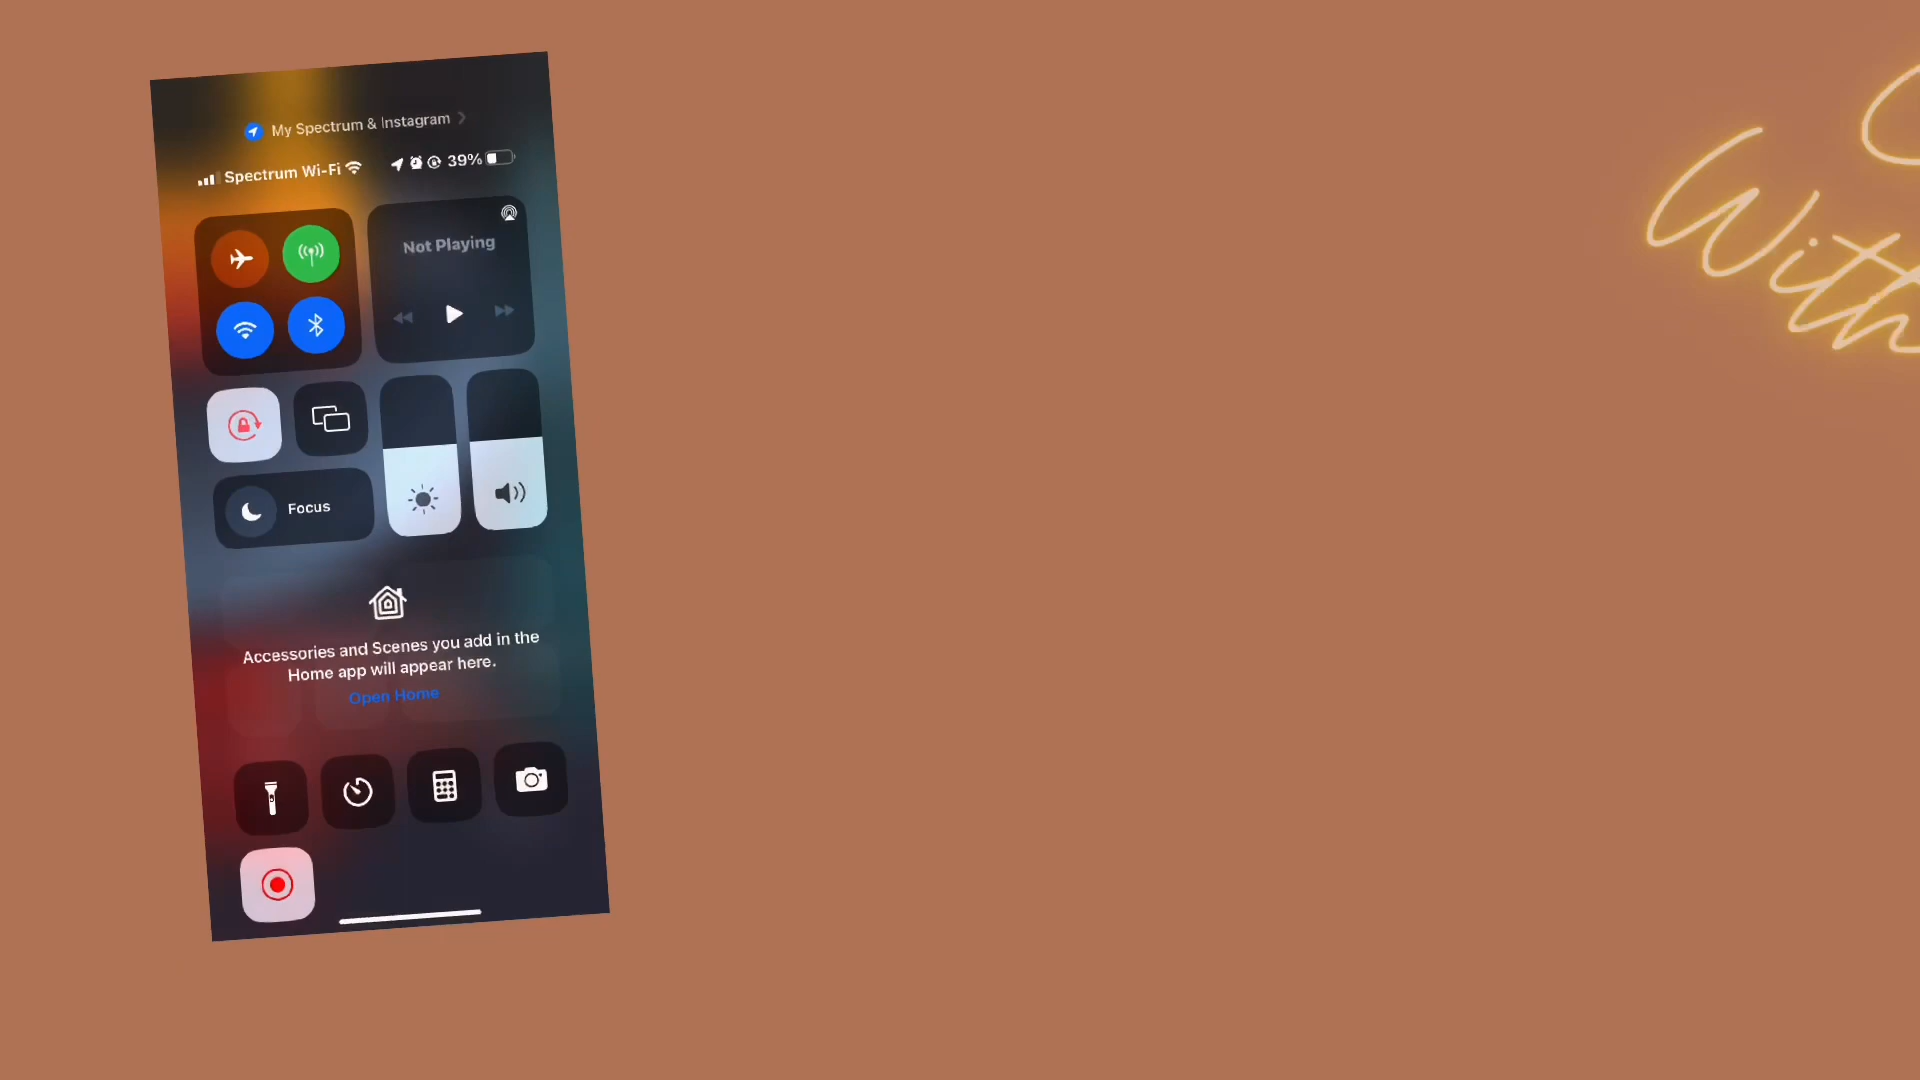 My Spectrum & Instagram
Spectrum Wi-Fi 39%
Not Playing
Focus
Accessories and Scenes you add in the
Home app will appear here.
Open Home
With